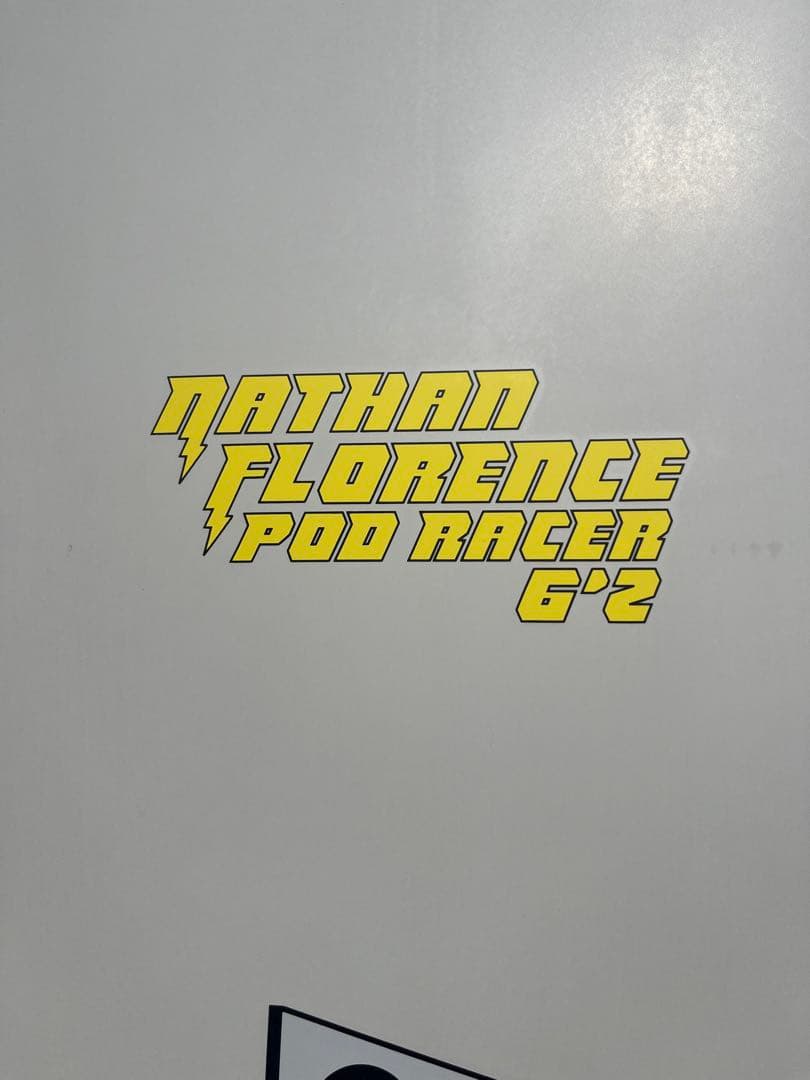 NATHAN
FLORENCE
POD RACER
6'2